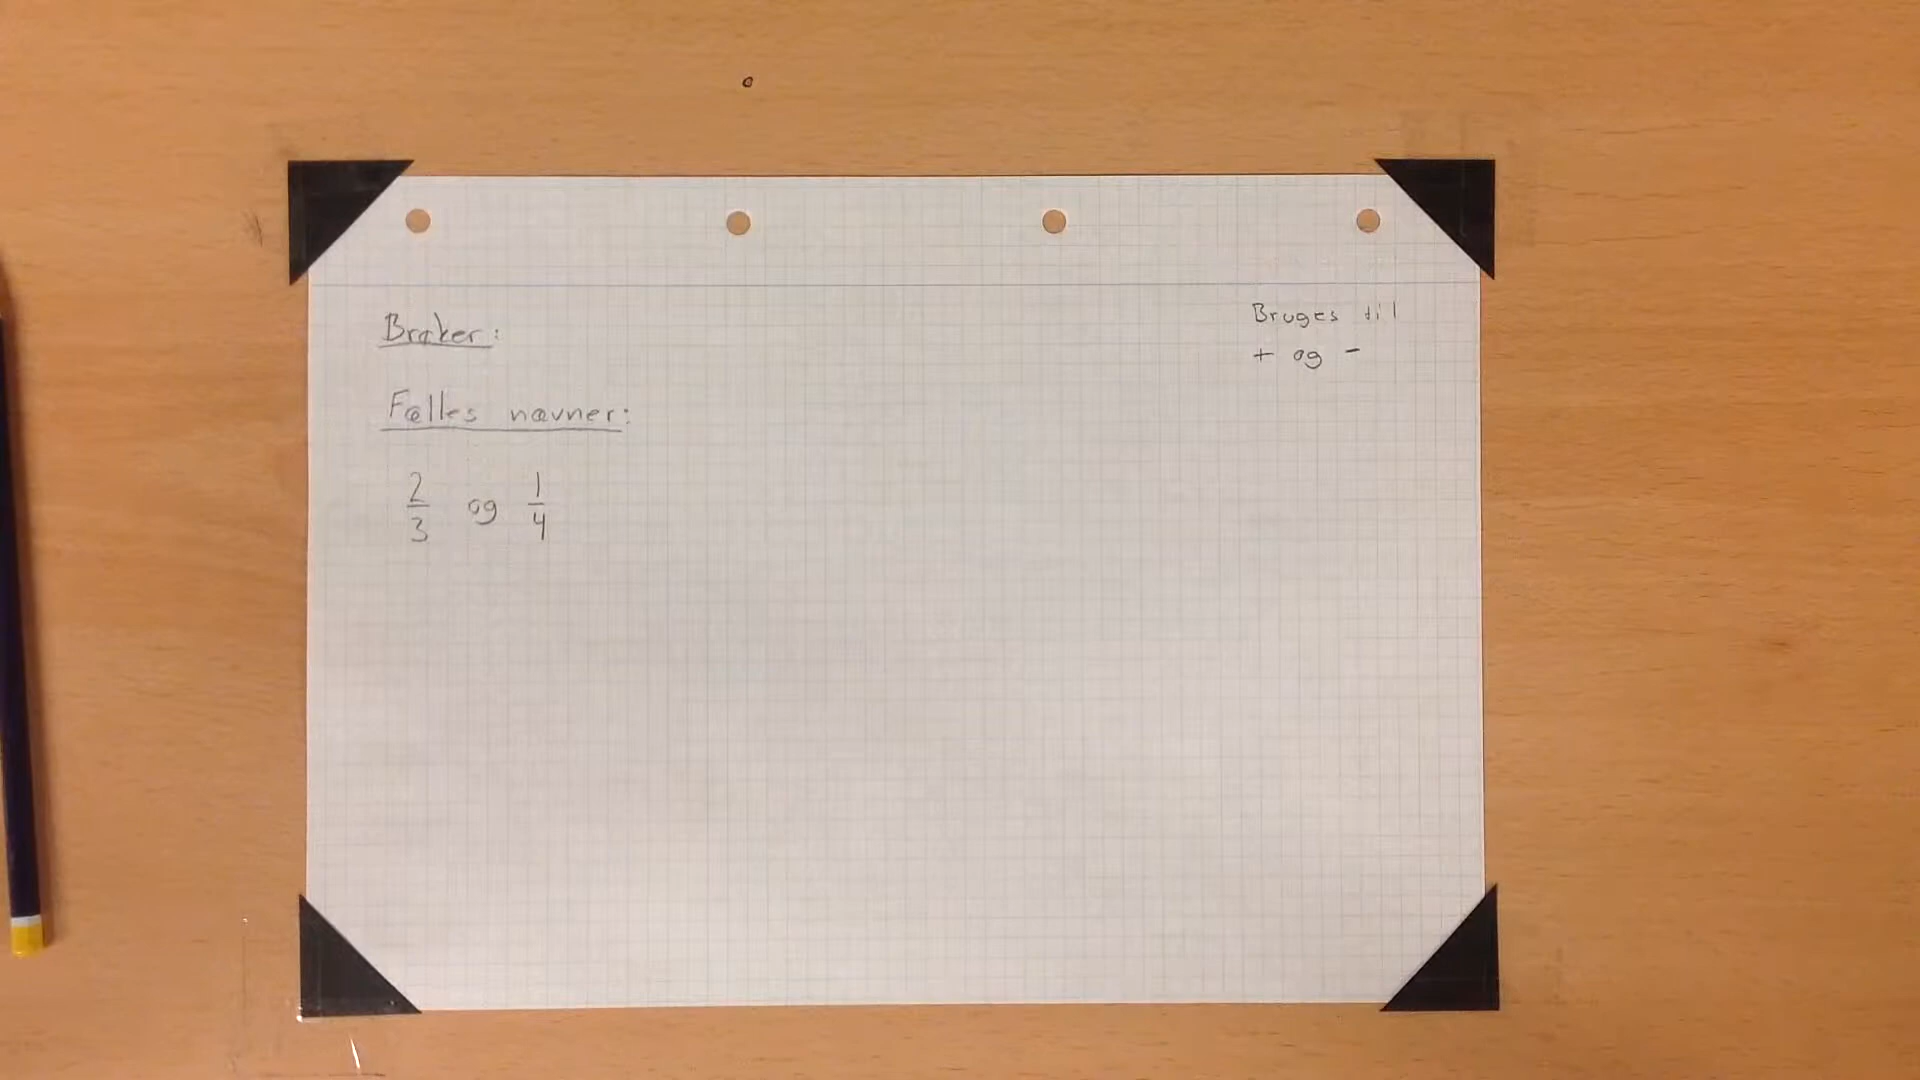 Brøker:
Fælles nævner:
2/3 og 1/4
Bruges til
+ og -